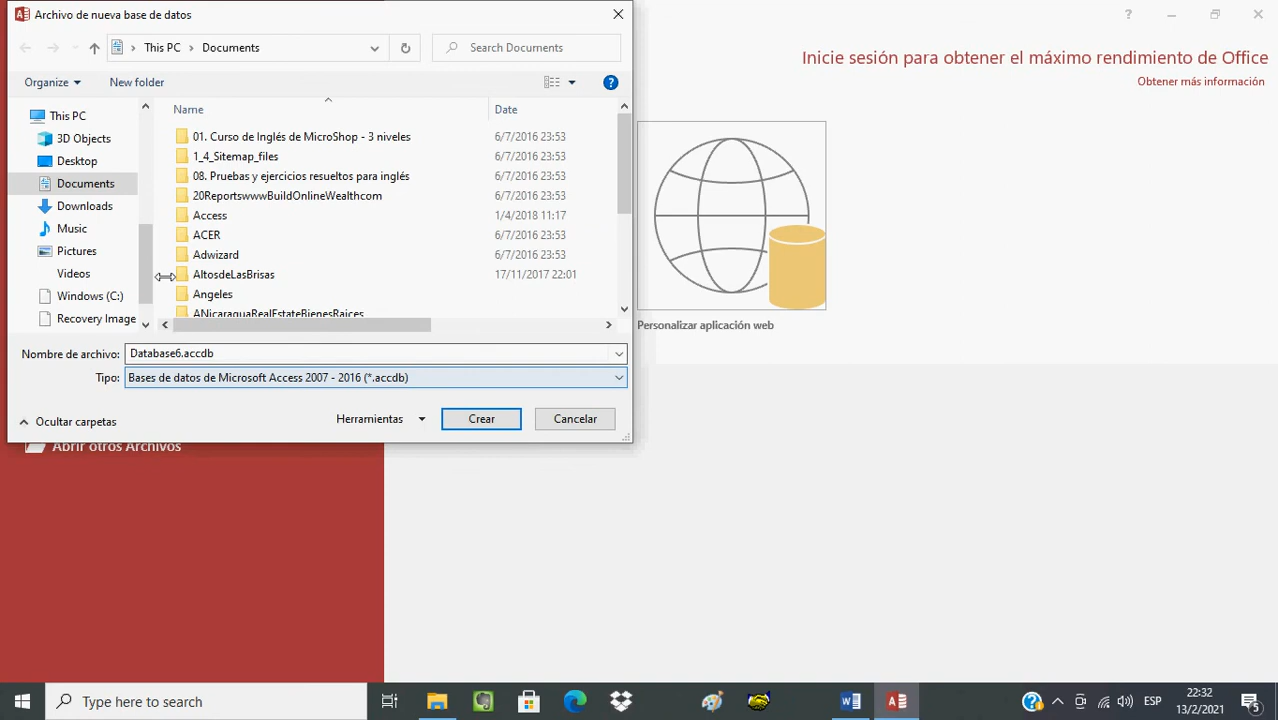 Archivo de nueva base de datos
This PC > Documents
Search Documents
Organize
New folder
Name
Date
This PC
3D Objects
Desktop
Documents
Downloads
Music
Pictures
Videos
Windows (C:)
Recovery Image
01. Curso de Inglés de MicroShop - 3 niveles 6/7/2016 23:53
1_4_Sitemap_files 6/7/2016 23:53
08. Pruebas y ejercicios resueltos para inglés 6/7/2016 23:53
20ReportswwwBuildOnlineWealthcom 6/7/2016 23:53
Access 1/4/2018 11:17
ACER 6/7/2016 23:53
Adwizard 6/7/2016 23:53
AltosdeLasBrisas 17/11/2017 22:01
Angeles
ANicaraguaRealEstateBienesRaices
Nombre de archivo: Database6.accdb
Tipo: Bases de datos de Microsoft Access 2007 - 2016 (*.accdb)
Ocultar carpetas
Herramientas
Crear
Cancelar
Abrir otros Archivos
?
Inicie sesión para obtener el máximo rendimiento de Office
Obtener más información
Personalizar aplicación web
Type here to search
ESP
22:32
13/2/2021
5